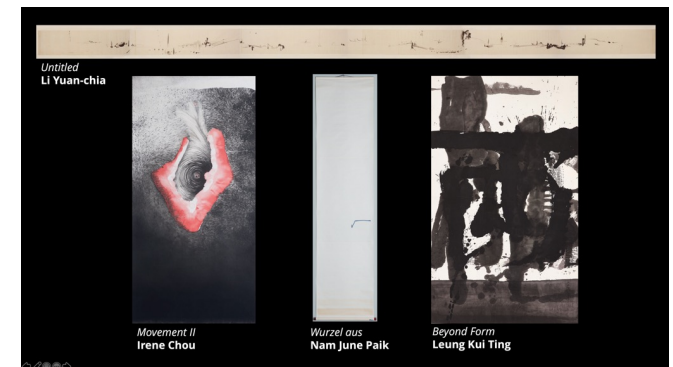 Untitled
Li Yuan-chia
Movement II
Irene Chou
Wurzel aus
Nam June Paik
Beyond Form
Leung Kui Ting